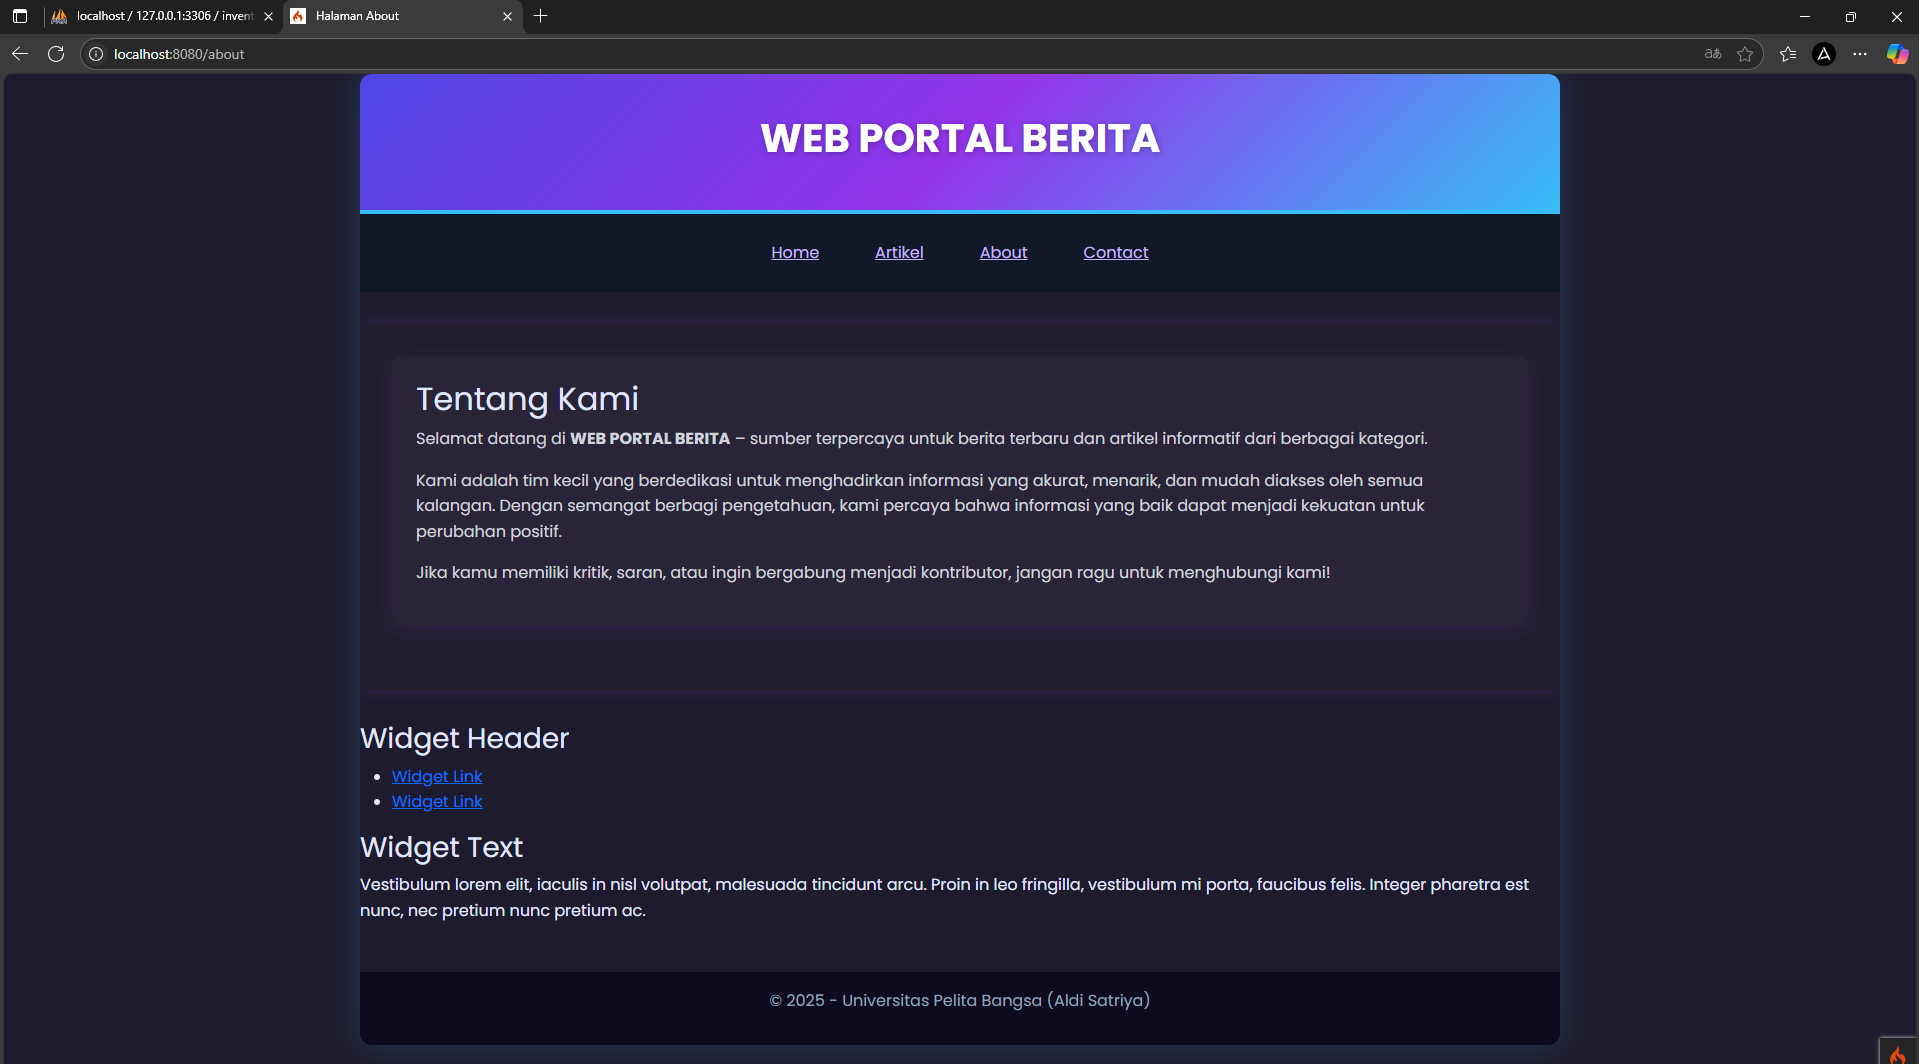 localhost / 127.0.0.1:3306 / invent
Halaman About
localhost:8080/about
WEB PORTAL BERITA
Home Artikel About Contact
Tentang Kami
Selamat datang di WEB PORTAL BERITA – sumber terpercaya untuk berita terbaru dan artikel informatif dari berbagai kategori.
Kami adalah tim kecil yang berdedikasi untuk menghadirkan informasi yang akurat, menarik, dan mudah diakses oleh semua
kalangan. Dengan semangat berbagi pengetahuan, kami percaya bahwa informasi yang baik dapat menjadi kekuatan untuk
perubahan positif.
Jika kamu memiliki kritik, saran, atau ingin bergabung menjadi kontributor, jangan ragu untuk menghubungi kami!
Widget Header
Widget Link
Widget Link
Widget Text
Vestibulum lorem elit, iaculis in nisl volutpat, malesuada tincidunt arcu. Proin in leo fringilla, vestibulum mi porta, faucibus felis. Integer pharetra est
nunc, nec pretium nunc pretium ac.
© 2025 - Universitas Pelita Bangsa (Aldi Satriya)